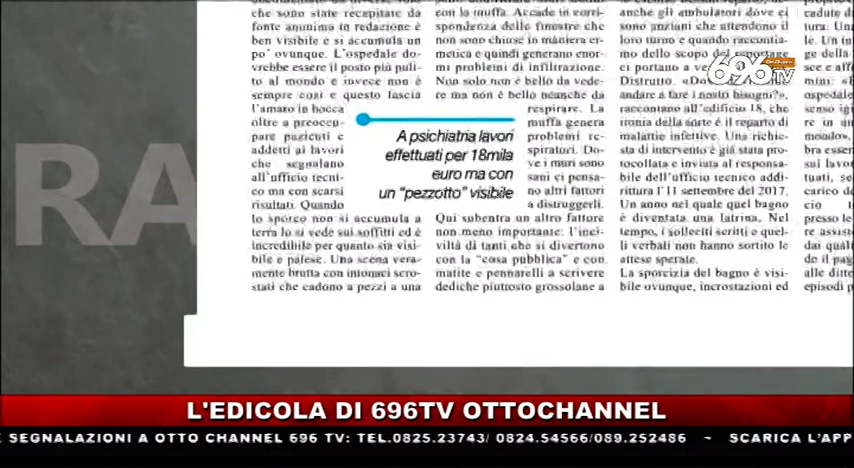 che sono state recepitate da
fonte anonima in redazione è
ben visibile e si accumula un
po' ovunque. L'ospedale do-
vrebbe essere il posto più puli-
to al mondo e invece non è
sempre così e questo lascia
l'amaro in bocca
oltre a preoccu-
pare pazienti e
addetti ai lavori
che segnalano
all'ufficio tecni-
co ma con scarsi
risultati. Quando
lo sporco non si accumula a
terra lo si vede sui soffitti ed è
incredibile per quanto sia visi-
bile e palese. Una scena vera-
mente brutta con intonaci scro-
stati che cadono a pezzi a una
A psichiatria lavori
effettuati per 18mila
euro ma con
un "pezzotto" visibile
con la muffa. Accade in corri-
spondenza delle finestre che
non sono chiuse in maniera er-
metica e quindi generano enor-
mi problemi di infiltrazione.
Non solo non è bello da vede-
re ma non è bello neanche da
respirare. La
muffa genera
problemi re-
spiratori. Do-
ve i muri sono
sani ci pensa-
no altri fattori
a distruggerli.
Qui subentra un altro fattore
non meno importante: l'inci-
viltà di tanti che si divertono
con la "cosa pubblica" e con
matite e pennarelli a scrivere
dediche piuttosto grossolane a
anche gli ambulatori dove ci
sono anziani che attendono il
loro turno e quando raccontia-
mo dello scopo del reportage
ci portano a
Distrutto.
andare a fare i nostri bisogni?»,
raccontano all'edificio 18, che
ironia della sorte è il reparto di
malattie infettive. Una richie-
sta di intervento è già stata pro-
tocollata e inviata al responsa-
bile dell'ufficio tecnico addi-
rittura l'11 settembre del 2017.
Un anno nel quale quel bagno
è diventata una latrina. Nel
tempo, i solleciti scritti e quel-
li verbali non hanno sortito le
attese sperate.
La sporcizia del bagno è visi-
bile ovunque, incrostazioni ed
RA
696 TV
L'EDICOLA DI 696TV OTTOCHANNEL
E SEGNALAZIONI A OTTO CHANNEL 696 TV: TEL.0825.23743/ 0824.54566/089.252486 ~ SCARICA L'APP